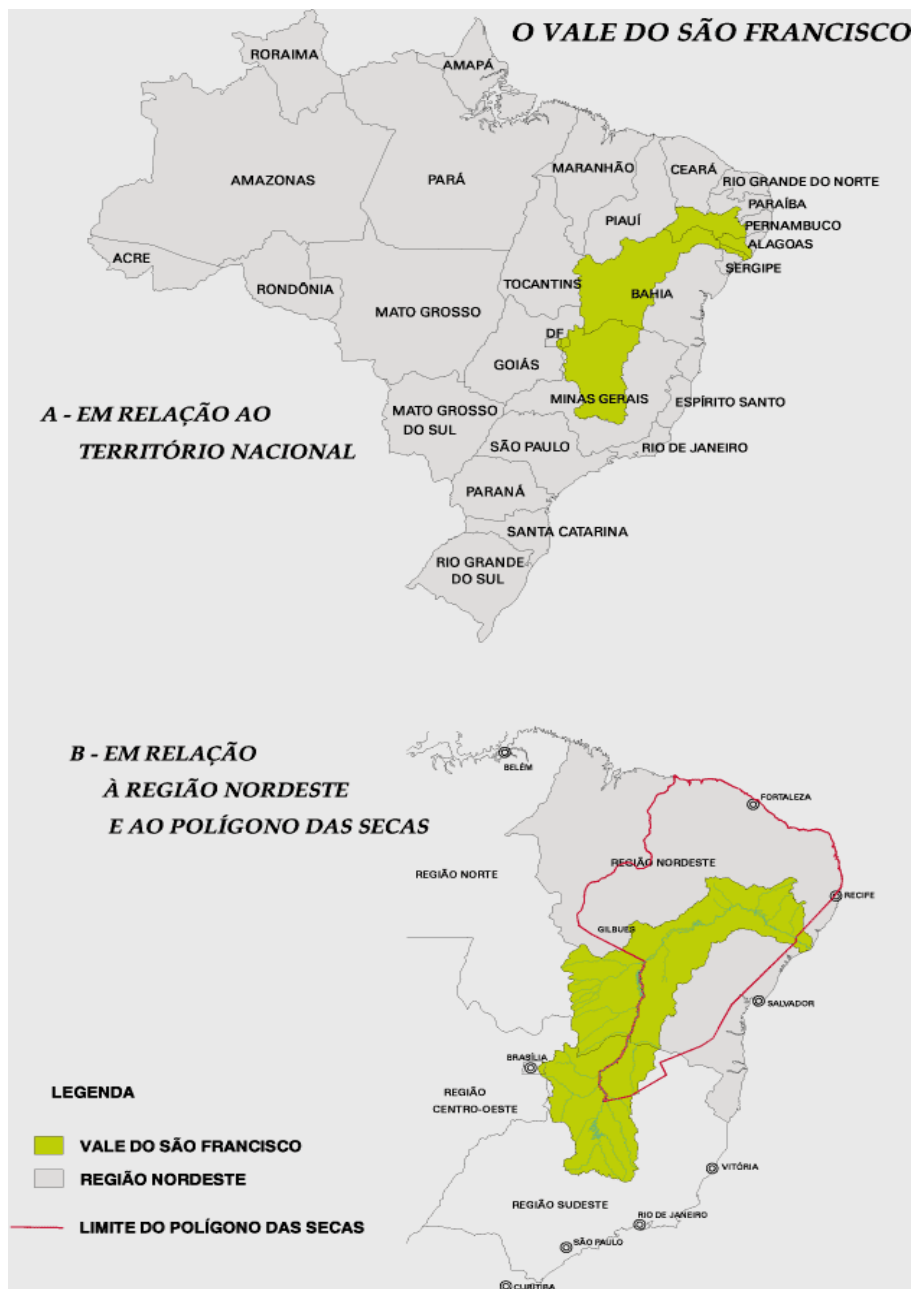 O VALE DO SÃO FRANCISCO
RORAIMA
AMAPÁ
AMAZONAS
PARÁ
MARANHÃO
CEARÁ
RIO GRANDE DO NORTE
PARAÍBA
PIAUÍ
PERNAMBUCO
ALAGOAS
ACRE
SERGIPE
RONDÔNIA
TOCANTINS
BAHIA
MATO GROSSO
DF
GOIÁS
MINAS GERAIS
ESPÍRITO SANTO
A - EM RELAÇÃO AO
TERRITÓRIO NACIONAL
MATO GROSSO
DO SUL
SÃO PAULO
RIO DE JANEIRO
PARANÁ
SANTA CATARINA
RIO GRANDE
DO SUL
B - EM RELAÇÃO
À REGIÃO NORDESTE
E AO POLÍGONO DAS SECAS
BELÉM
FORTALEZA
REGIÃO NORDESTE
REGIÃO NORTE
RECIFE
GILBUES
SALVADOR
BRASÍLIA
REGIÃO
CENTRO-OESTE
VITÓRIA
REGIÃO SUDESTE
RIO DE JANEIRO
SÃO PAULO
CURITIBA
LEGENDA
VALE DO SÃO FRANCISCO
REGIÃO NORDESTE
LIMITE DO POLÍGONO DAS SECAS